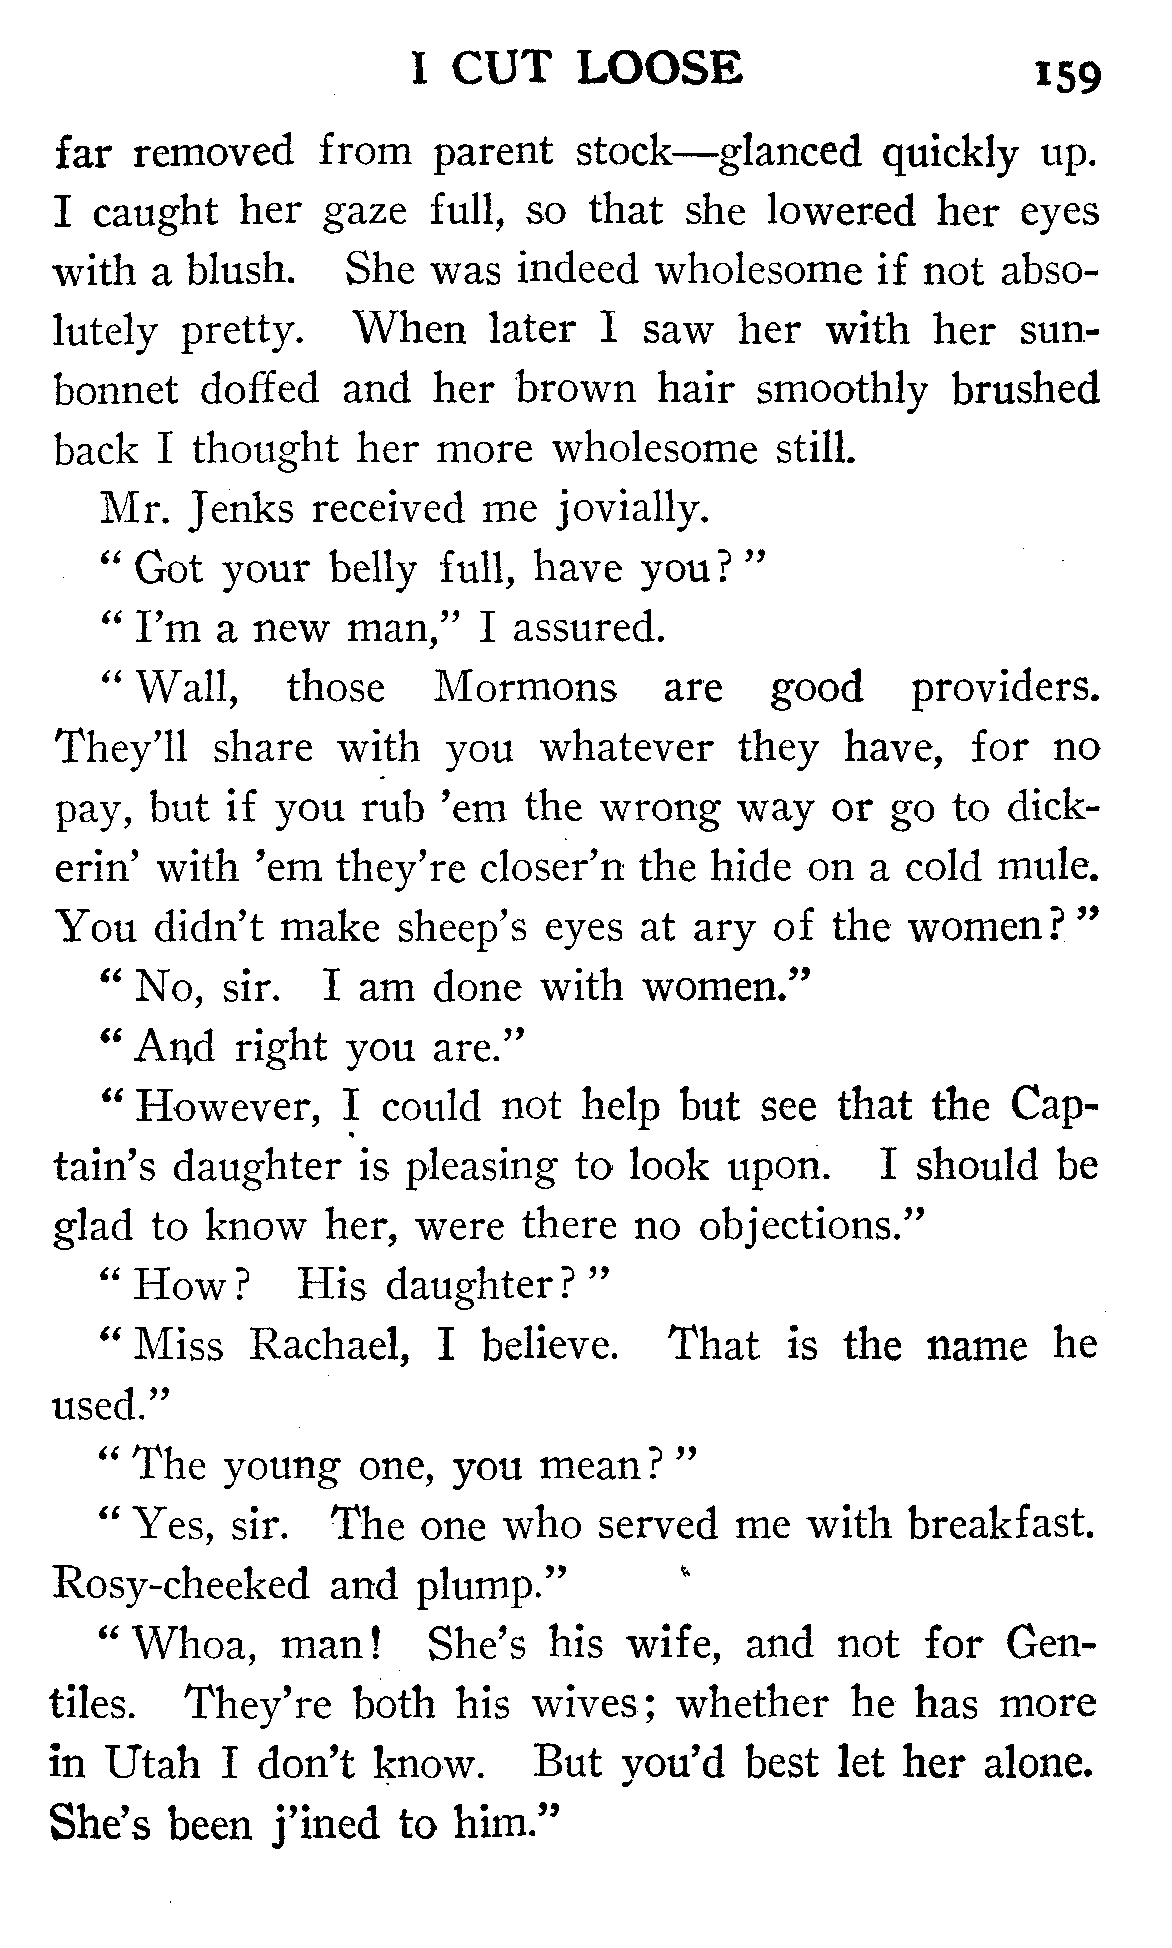 I CUT LOOSE 159
far removed from parent stock—glanced quickly up.
I caught her gaze full, so that she lowered her eyes
with a blush. She was indeed wholesome if not abso-
lutely pretty. When later I saw her with her sun-
bonnet doffed and her brown hair smoothly brushed
back I thought her more wholesome still.
Mr. Jenks received me jovially.
“ Got your belly full, have you? ”
“ I’m a new man,” I assured.
“ Wall, those Mormons are good providers.
They’ll share with you whatever they have, for no
pay, but if you rub ’em the wrong way or go to dick-
erin’ with ’em they’re closer’n the hide on a cold mule.
You didn’t make sheep’s eyes at ary of the women? ”
“ No, sir. I am done with women.”
“ And right you are.”
“ However, I could not help but see that the Cap-
tain’s daughter is pleasing to look upon. I should be
glad to know her, were there no objections.”
“ How? His daughter? ”
“ Miss Rachael, I believe. That is the name he
used.”
“ The young one, you mean? ”
“ Yes, sir. The one who served me with breakfast.
Rosy-cheeked and plump.”
“ Whoa, man! She’s his wife, and not for Gen-
tiles. They’re both his wives; whether he has more
in Utah I don’t know. But you’d best let her alone.
She’s been j’ined to him.”